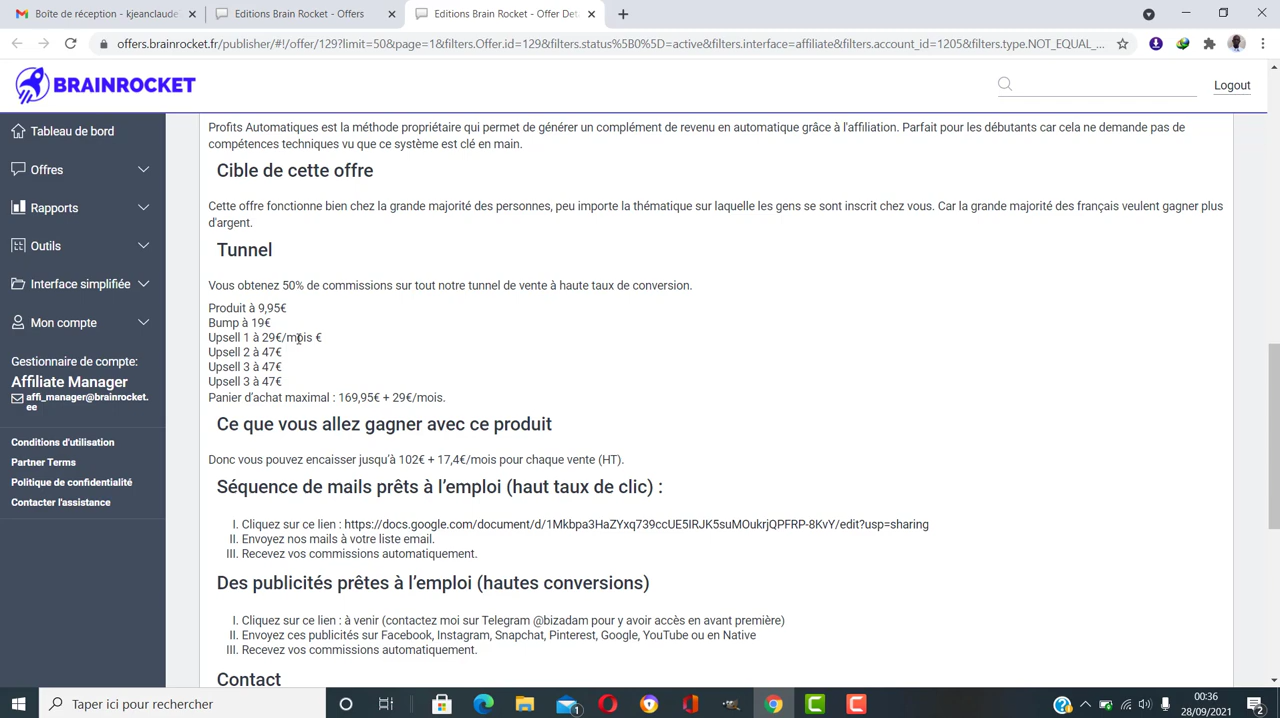 Boîte de réception - kjeanclaude
Editions Brain Rocket - Offers
Editions Brain Rocket - Offer Det
offers.brainrocket.fr/publisher/#!/offer/129?limit=50&page=1&filters.Offer.id=129&filters.status%5B0%5D=active&filters.interface=affiliate&filters.account_id=1205&filters.type.NOT_EQUAL_...
BRAINROCKET
Logout
Tableau de bord
Offres
Rapports
Outils
Interface simplifiée
Mon compte
Gestionnaire de compte:
Affiliate Manager
affi_manager@brainrocket.
ee
Conditions d'utilisation
Partner Terms
Politique de confidentialité
Contacter l'assistance
Profits Automatiques est la méthode propriétaire qui permet de générer un complément de revenu en automatique grâce à l'affiliation. Parfait pour les débutants car cela ne demande pas de
compétences techniques vu que ce système est clé en main.
Cible de cette offre
Cette offre fonctionne bien chez la grande majorité des personnes, peu importe la thématique sur laquelle les gens se sont inscrit chez vous. Car la grande majorité des français veulent gagner plus
d'argent.
Tunnel
Vous obtenez 50% de commissions sur tout notre tunnel de vente à haute taux de conversion.
Produit à 9,95€
Bump à 19€
Upsell 1 à 29€/mois €
Upsell 2 à 47€
Upsell 3 à 47€
Upsell 3 à 47€
Panier d'achat maximal : 169,95€ + 29€/mois.
Ce que vous allez gagner avec ce produit
Donc vous pouvez encaisser jusqu'à 102€ + 17,4€/mois pour chaque vente (HT).
Séquence de mails prêts à l'emploi (haut taux de clic) :
I. Cliquez sur ce lien : https://docs.google.com/document/d/1Mkbpa3HaZYxq739ccUE5IRJK5suMOukrjQPFRP-8KvY/edit?usp=sharing
II. Envoyez nos mails à votre liste email.
III. Recevez vos commissions automatiquement.
Des publicités prêtes à l'emploi (hautes conversions)
I. Cliquez sur ce lien : à venir (contactez moi sur Telegram @bizadam pour y avoir accès en avant première)
II. Envoyez ces publicités sur Facebook, Instagram, Snapchat, Pinterest, Google, YouTube ou en Native
III. Recevez vos commissions automatiquement.
Contact
Taper ici pour rechercher
1
00:36
28/09/2021
2